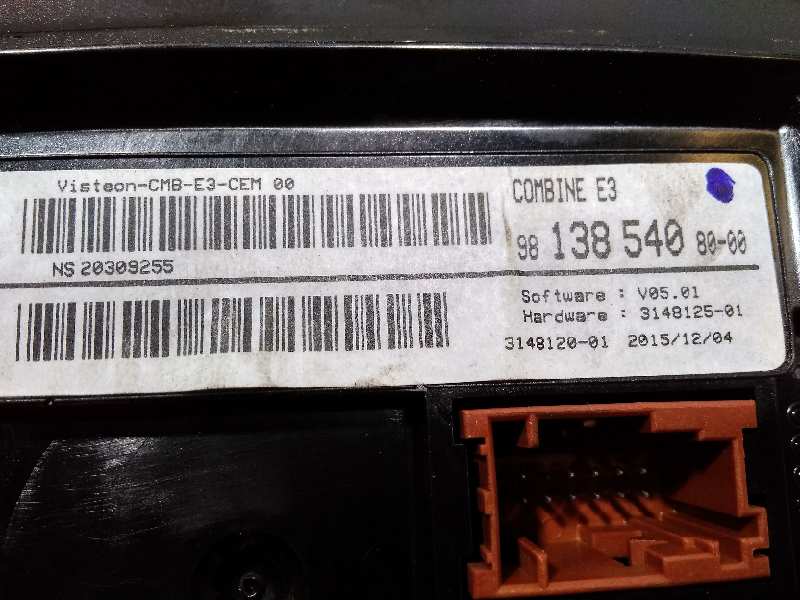 Visteon-CMB-E3-CEM 00
NS 20309255
COMBINE E3
98 138 540 80-00
Software : V05.01
Hardware : 3148125-01
3148120-01 2015/12/04